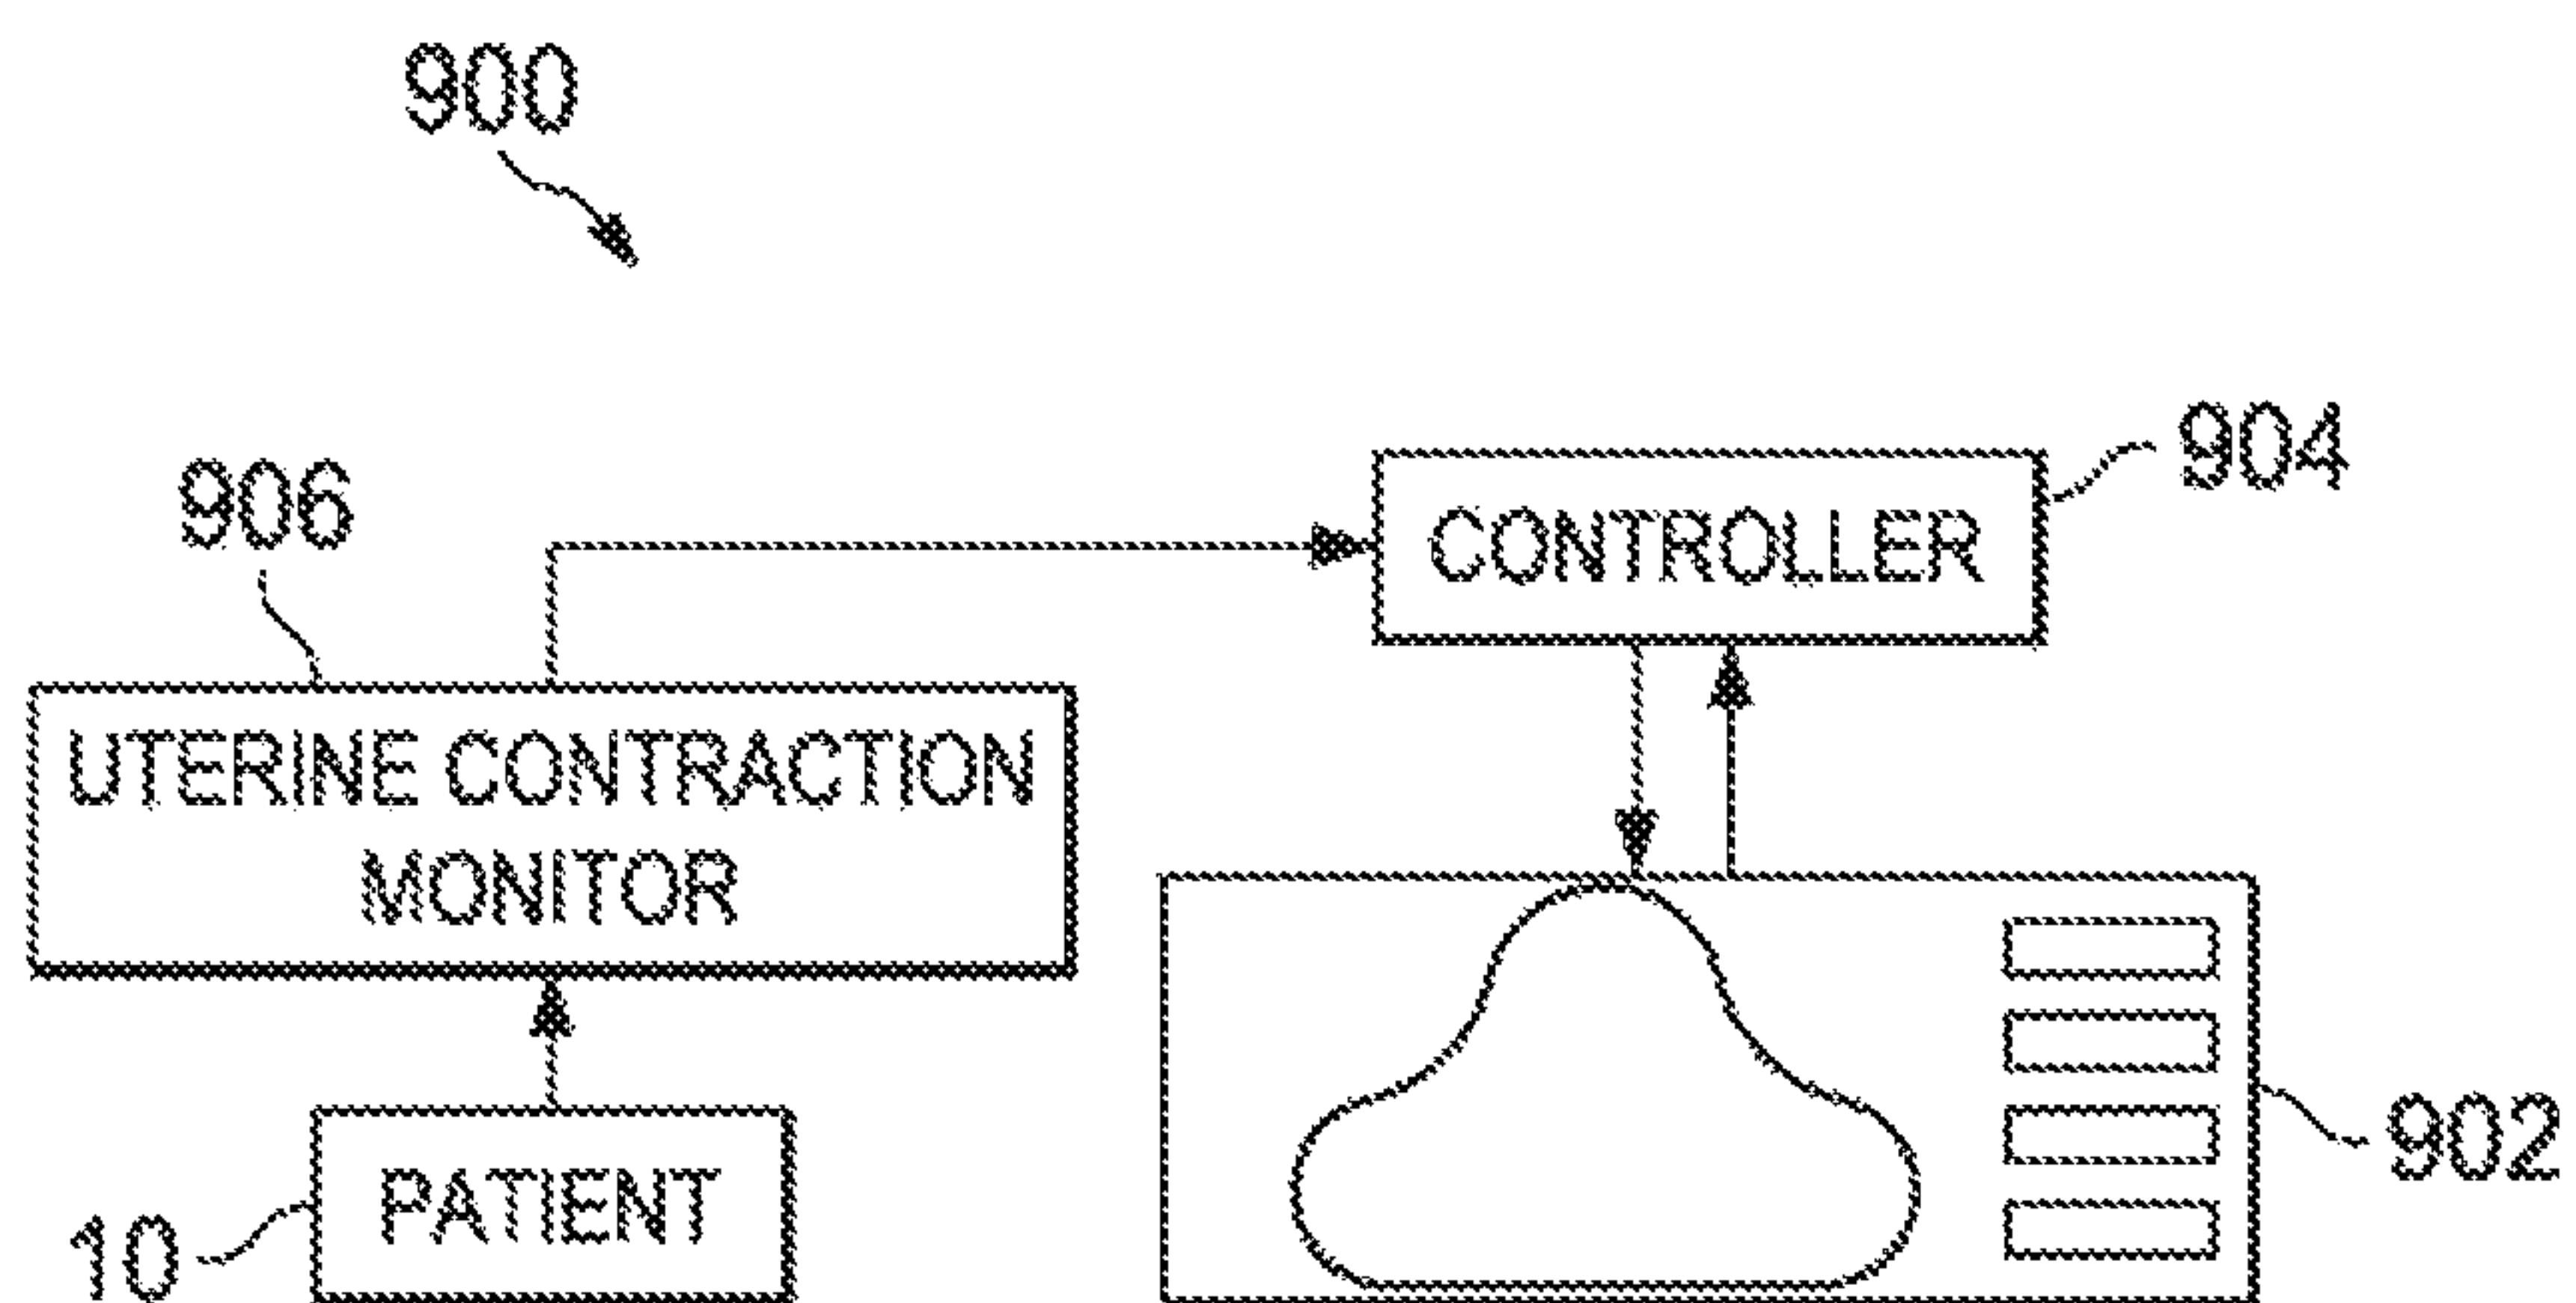 900
904
906
CONTROLLER
UTERINE CONTRACTION
MONITOR
902
PATIENT
10